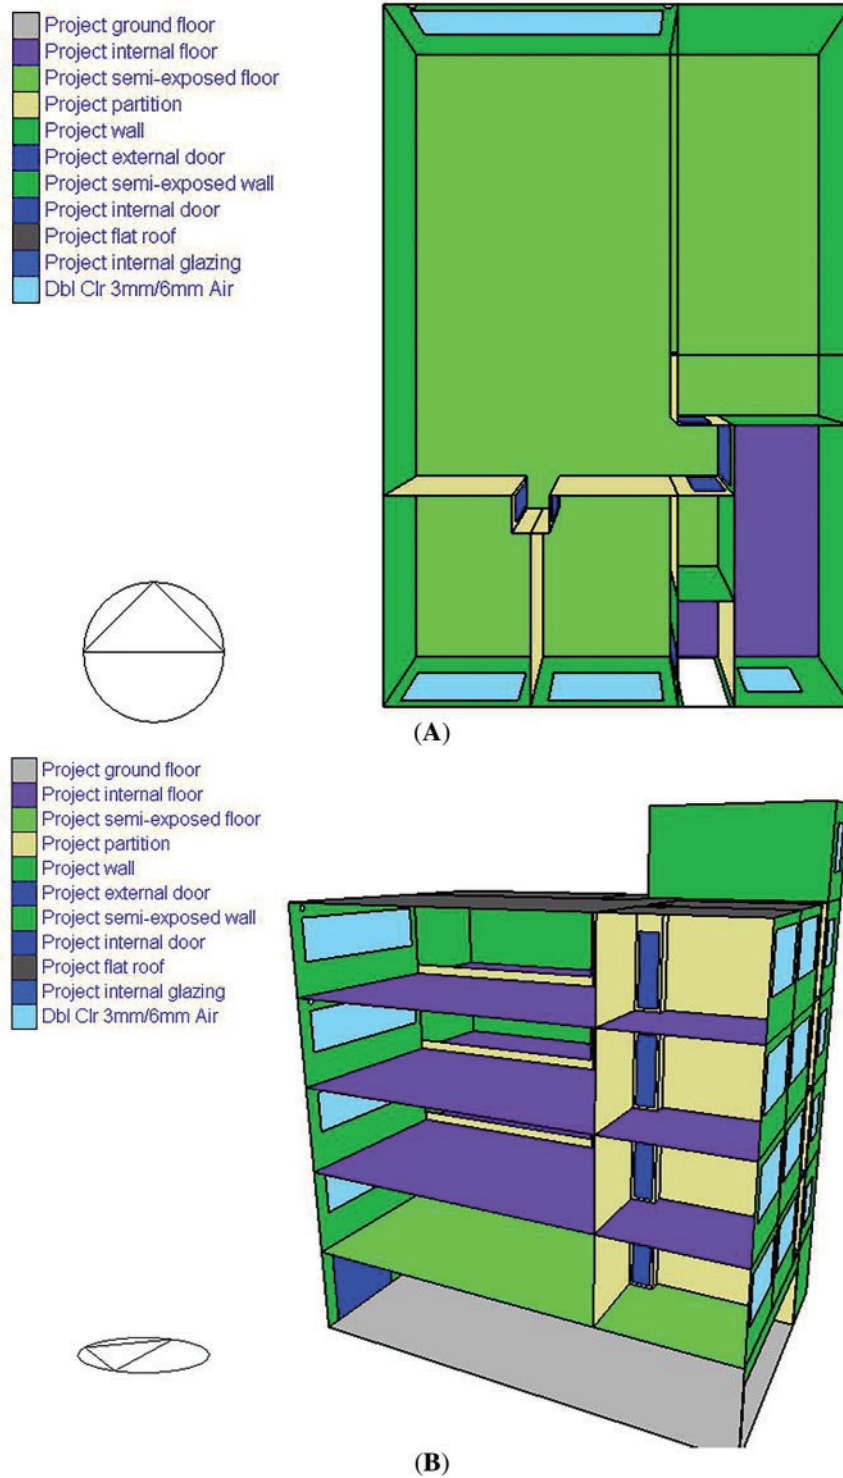 Project ground floor
Project internal floor
Project semi-exposed floor
Project partition
Project wall
Project external door
Project semi-exposed wall
Project internal door
Project flat roof
Project internal glazing
Dbl Clr 3mm/6mm Air
(A)
Project ground floor
Project internal floor
Project semi-exposed floor
Project partition
Project wall
Project external door
Project semi-exposed wall
Project internal door
Project flat roof
Project internal glazing
Dbl Clr 3mm/6mm Air
(B)